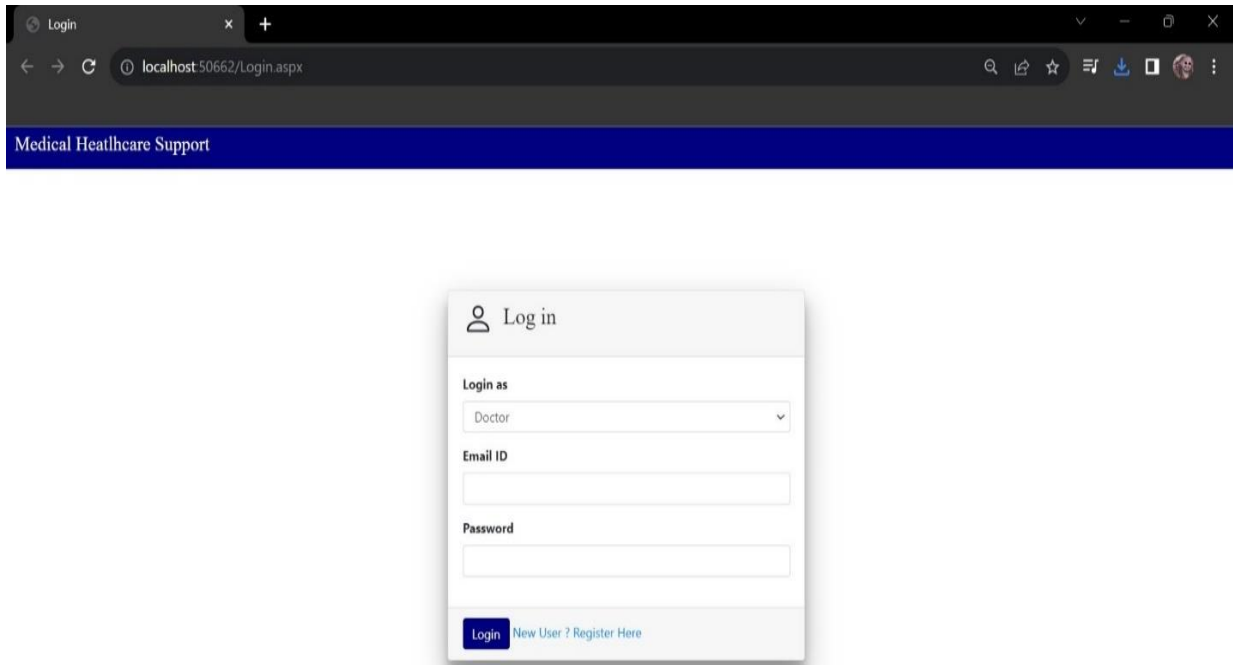 Login
localhost:50662/Login.aspx
Medical Heatlhcare Support
Log in
Login as
Doctor
Email ID
Password
Login New User ? Register Here